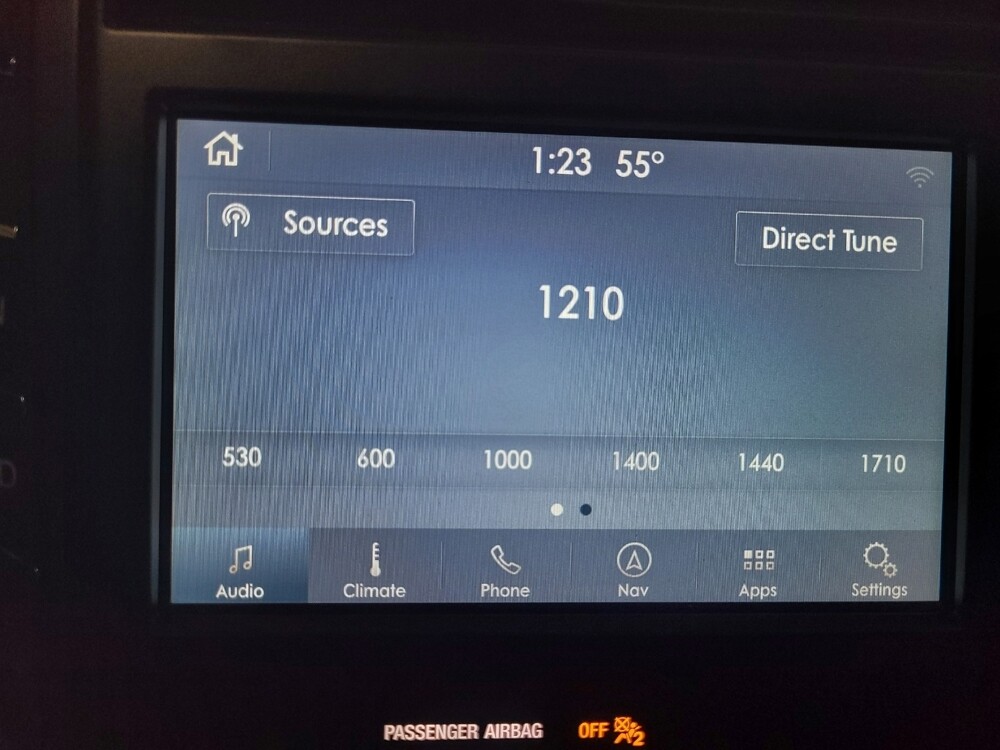 1:23 55°
Sources
Direct Tune
1210
530 600 1000 1400 1440 1710
Audio Climate Phone Nav Apps Settings
PASSENGER AIRBAG OFF 2